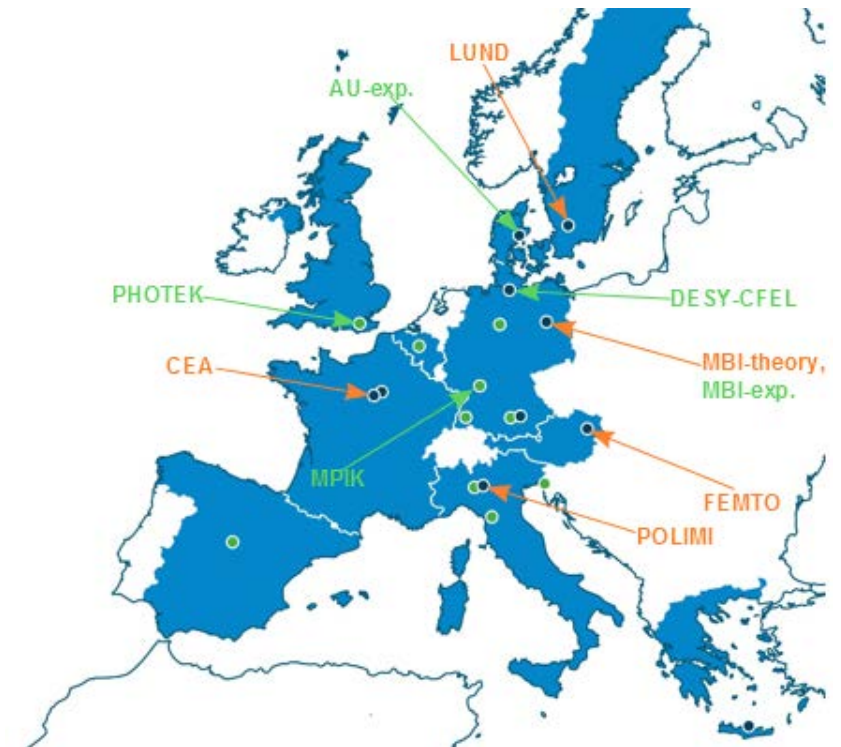 LUND
AU-exp.
PHOTEK
DESY-CFEL
CEA
MBI-theory,
MBI-exp.
MPIK
FEMTO
POLIMI